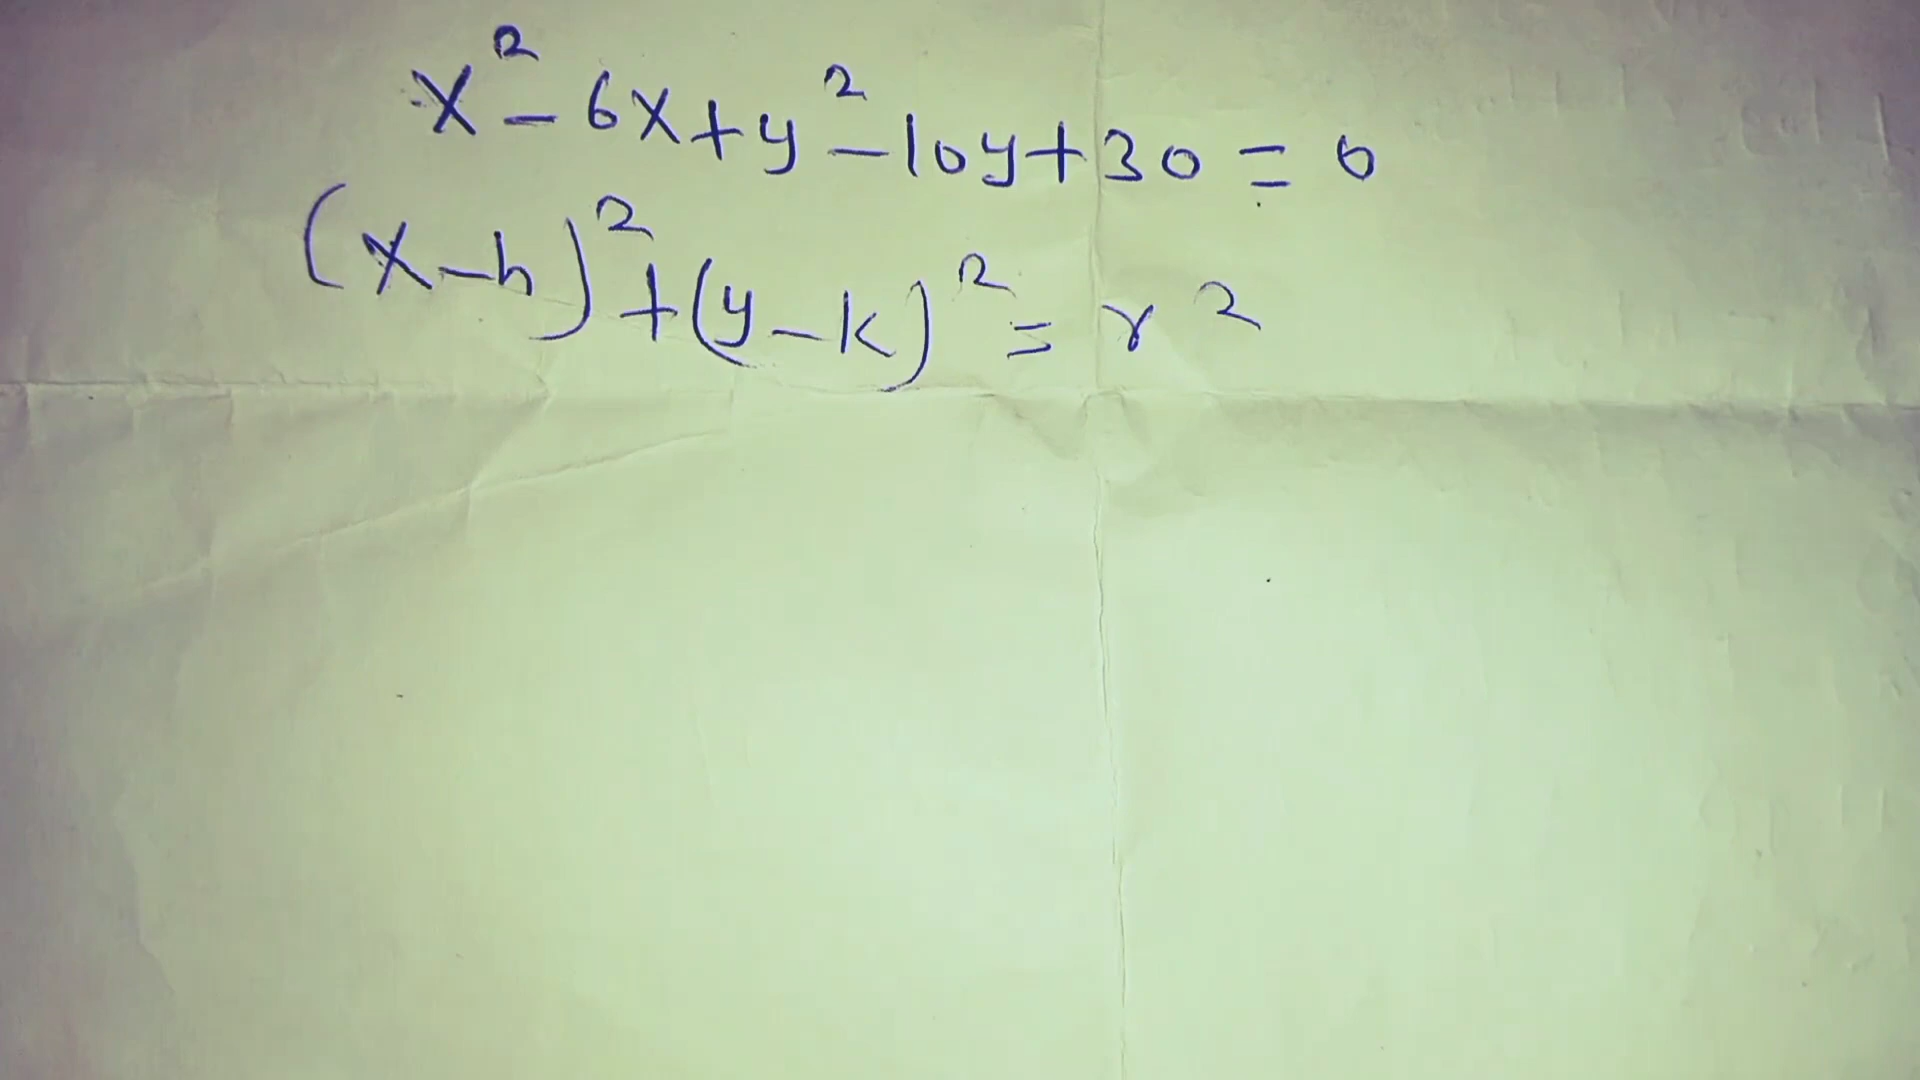 x² - 6x + y² - 10y + 30 = 0
(x - h)² + (y - k)² = r²